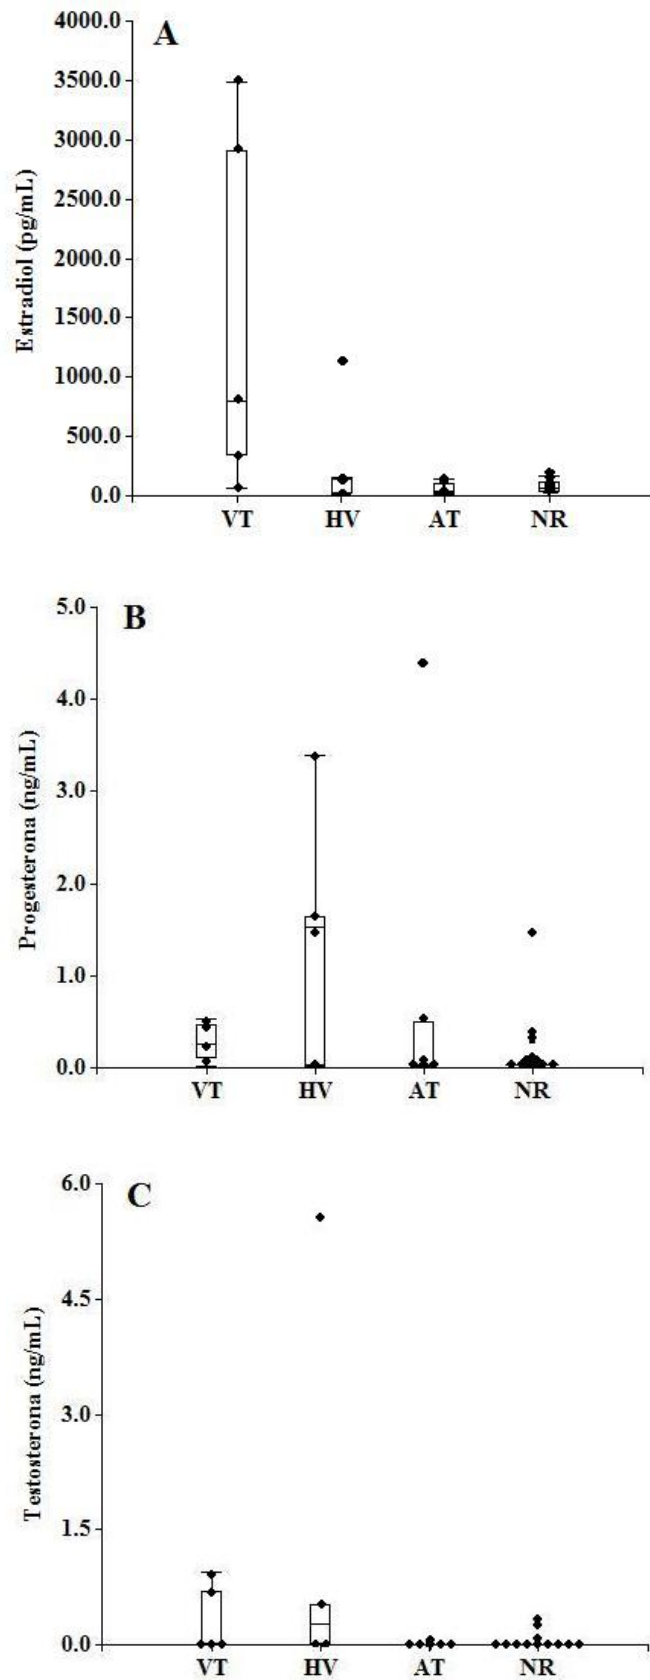 A
4000.0
3500.0
3000.0
2500.0
2000.0
1500.0
1000.0
500.0
0.0
Estradiol (pg/mL)
VT HV AT NR
B
5.0
4.0
3.0
2.0
1.0
0.0
Progesterona (ng/mL)
VT HV AT NR
C
6.0
4.5
3.0
1.5
0.0
Testosterona (ng/mL)
VT HV AT NR